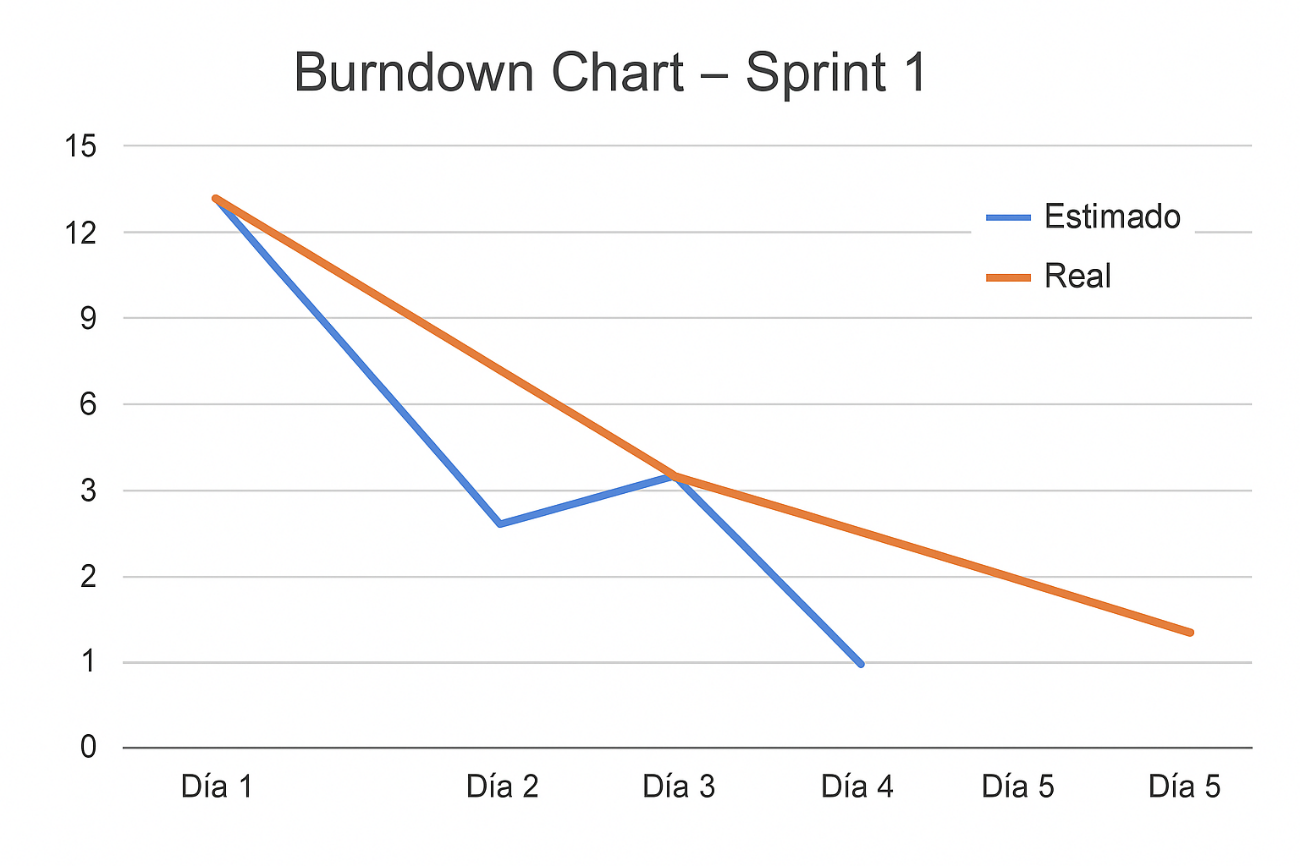 Burndown Chart – Sprint 1
15
12
9
6
3
2
1
0
Estimado
Real
Día 1 Día 2 Día 3 Día 4 Día 5 Día 5